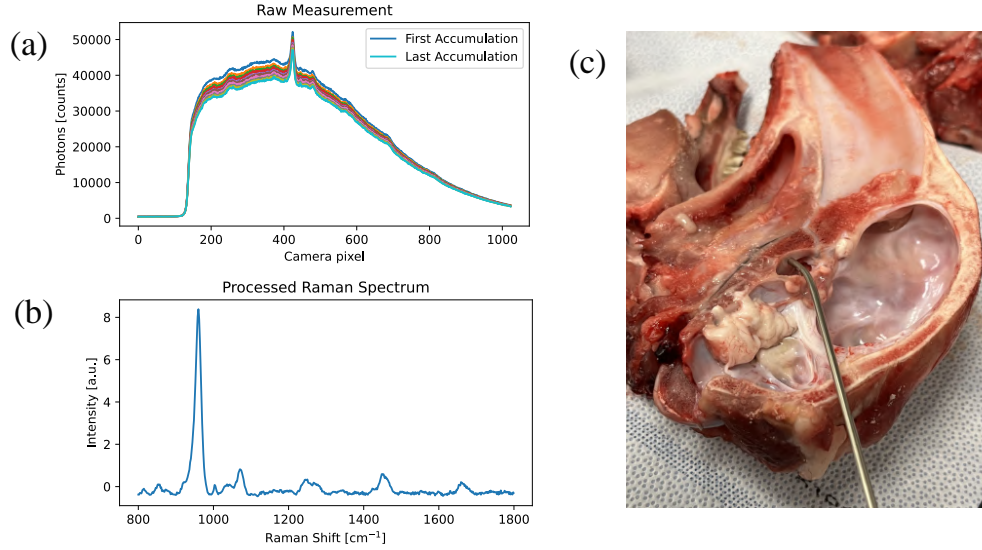 (a)
Raw Measurement
First Accumulation
Last Accumulation
Photons [counts]
50000
40000
30000
20000
10000
0
0 200 400 600 800 1000
Camera pixel
(b)
Processed Raman Spectrum
Intensity [a.u.]
8
6
4
2
0
800 1000 1200 1400 1600 1800
Raman Shift [cm⁻¹]
(c)